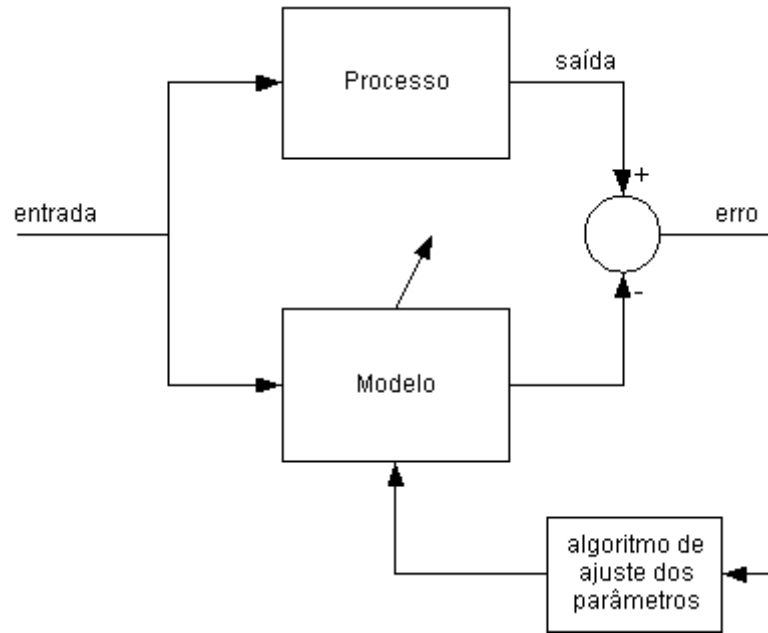 Processo
saída
+
entrada
erro
-
Modelo
algoritmo de
ajuste dos
parâmetros